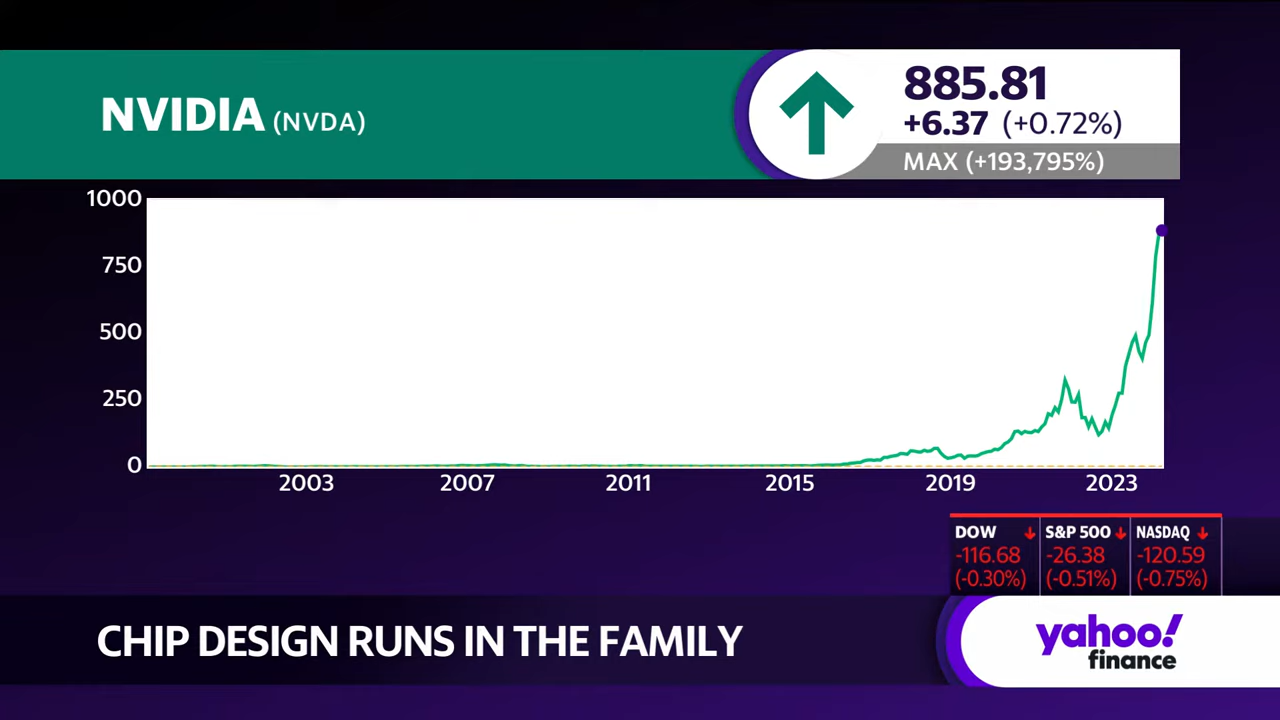 NVIDIA (NVDA)
885.81
+6.37 (+0.72%)
MAX (+193,795%)
1000
750
500
250
0
2003 2007 2011 2015 2019 2023
DOW S&P 500 NASDAQ
-116.68 -26.38 -120.59
(-0.30%) (-0.51%) (-0.75%)
CHIP DESIGN RUNS IN THE FAMILY
yahoo!
finance